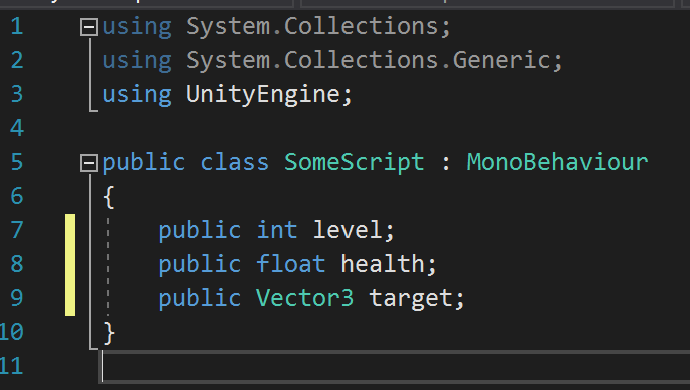 1 using System.Collections;
2 using System.Collections.Generic;
3 using UnityEngine;
4
5 public class SomeScript : MonoBehaviour
6 {
7 public int level;
8 public float health;
9 public Vector3 target;
10 }
11